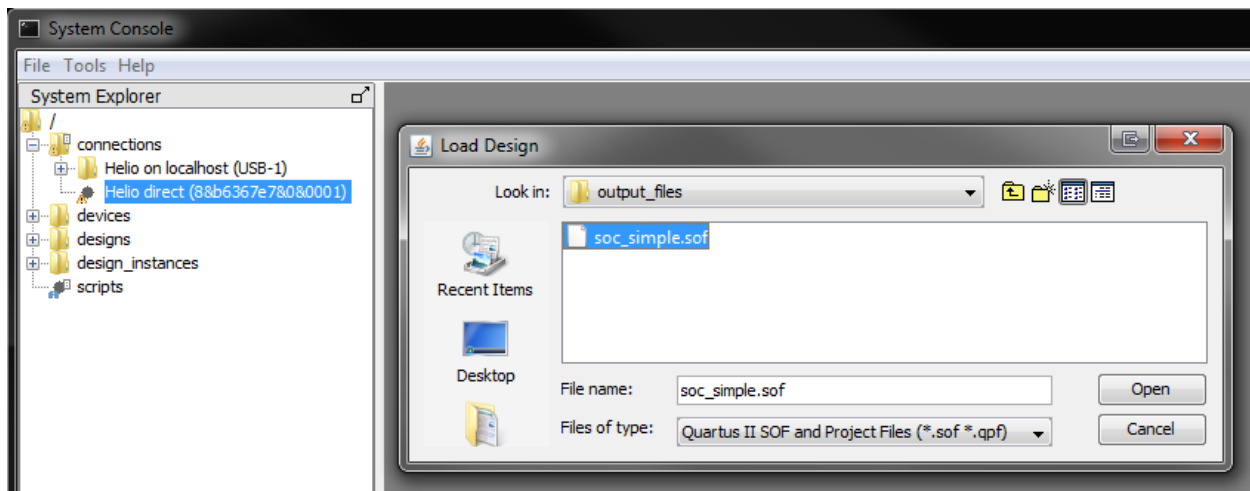 System Console
File Tools Help
System Explorer
/
connections
Helio on localhost (USB-1)
Helio direct (8&b6367e7&0&0001)
devices
designs
design_instances
scripts
Load Design
Look in: output_files
soc_simple.sof
Recent Items
Desktop
File name: soc_simple.sof Open
Files of type: Quartus II SOF and Project Files (*.sof *.qpf) Cancel